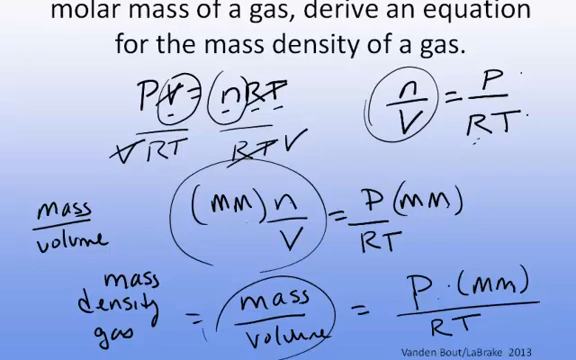 molar mass of a gas, derive an equation
for the mass density of a gas.
PV = nRT
VRT RTV
n/V = P/RT
mass/volume
(MM) n/V = P/RT (MM)
mass density gas = mass/volume = P · (MM)/RT
Vanden Bout/LaBrake 2013